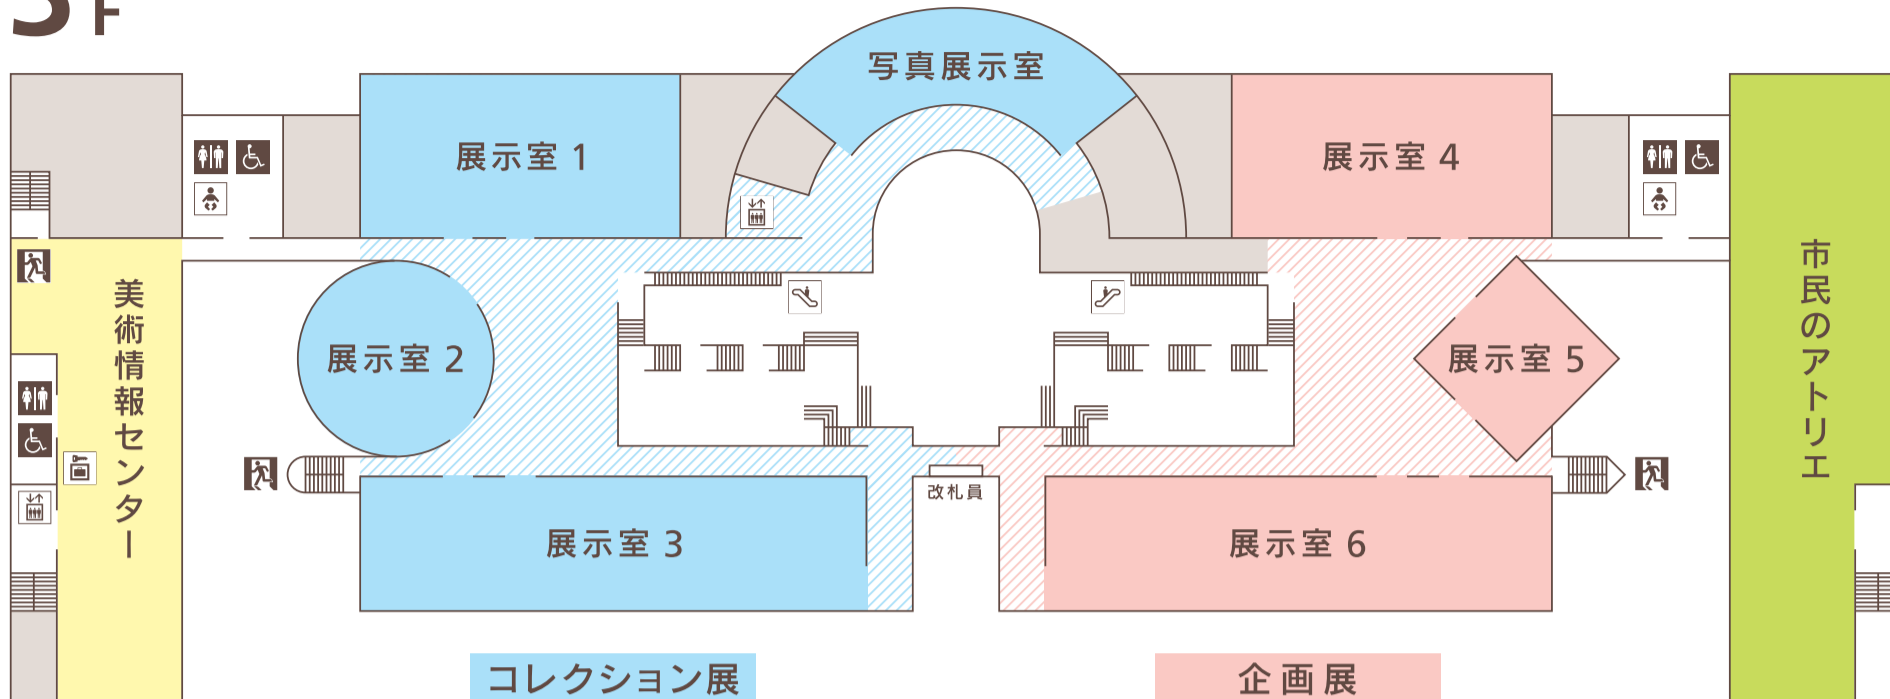 3F
写真展示室
展示室 1
展示室 4
美術情報センター
展示室 2
展示室 5
市民のアトリエ
改札員
展示室 3
展示室 6
コレクション展
企画展